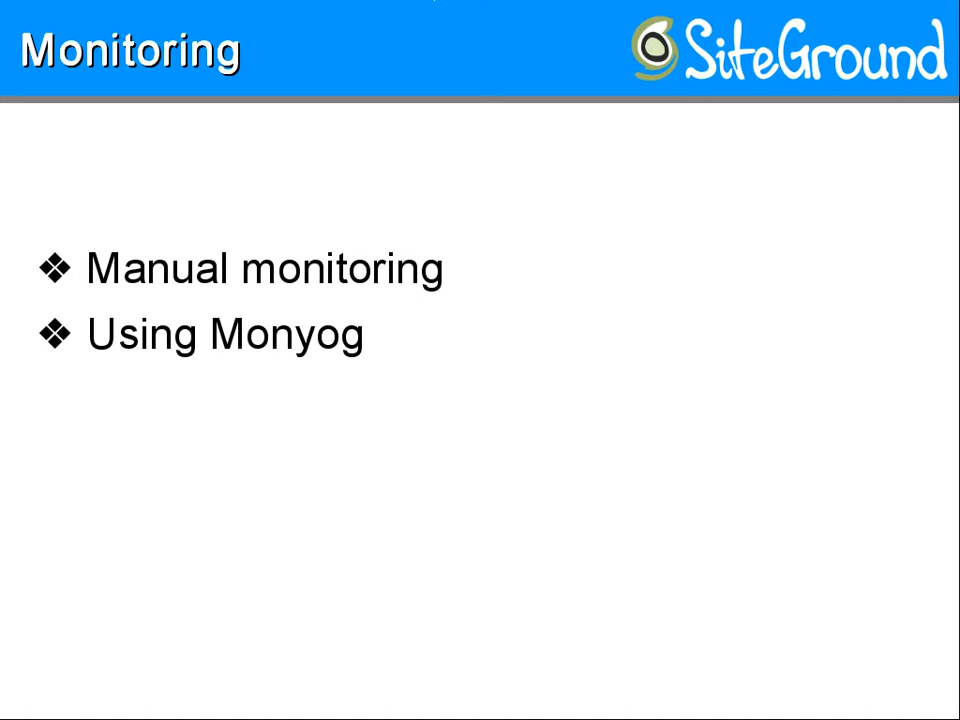 Monitoring
SiteGround
❖ Manual monitoring
❖ Using Monyog